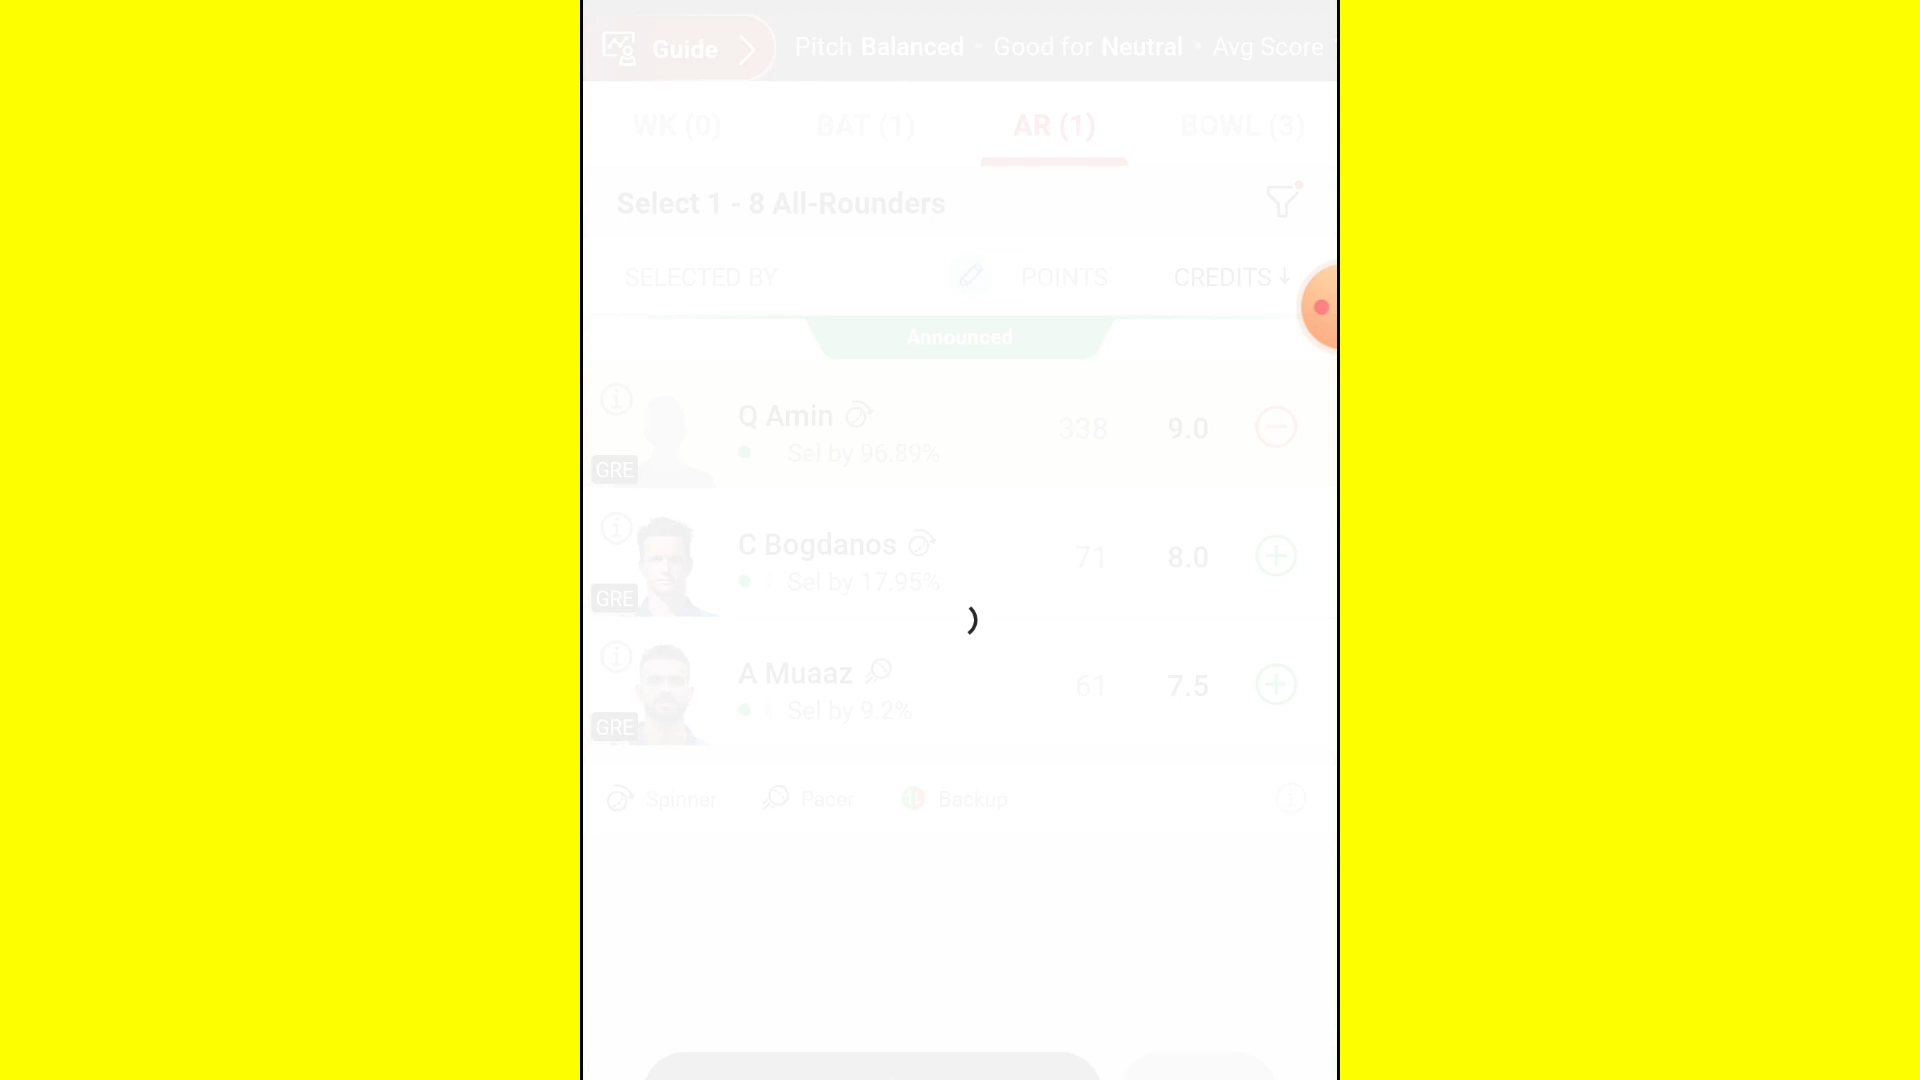 Guide
Pitch Balanced • Good for Neutral • Avg Score
WK (0) BAT (1) AR (1) BOWL (3)
Select 1 - 8 All-Rounders
SELECTED BY POINTS CREDITS ↓
Announced
Q Amin 338 9.0
Sel by 96.89%
GRE
C Bogdanos 71 8.0
Sel by 17.95%
GRE
A Muaaz 61 7.5
Sel by 9.2%
GRE
Spinner Pacer Backup